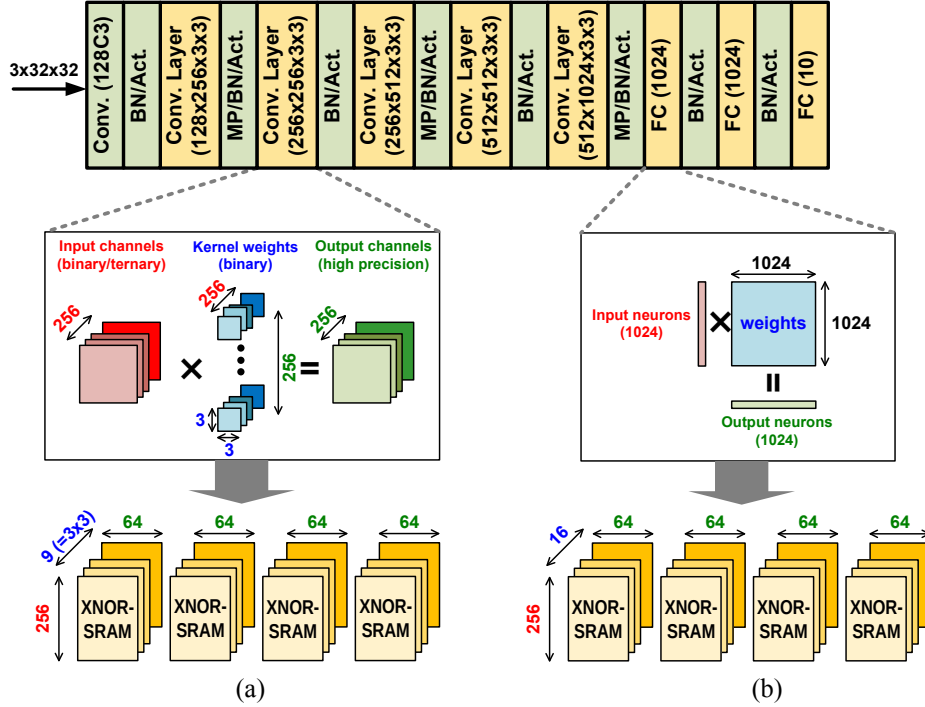 3x32x32
Conv. (128C3)
BN/Act.
Conv. Layer
(128x256x3x3)
MP/BN/Act.
Conv. Layer
(256x256x3x3)
BN/Act.
Conv. Layer
(256x512x3x3)
MP/BN/Act.
Conv. Layer
(512x512x3x3)
BN/Act.
Conv. Layer
(512x1024x3x3)
MP/BN/Act.
FC (1024)
BN/Act.
FC (1024)
BN/Act.
FC (10)
Input channels
(binary/ternary)
Kernel weights
(binary)
Output channels
(high precision)
256
×
256
256
3
3
=
256
1024
Input neurons
(1024)
×
weights
1024
=
Output neurons
(1024)
9 (=3x3)
64
64
64
64
256
XNOR-
SRAM
XNOR-
SRAM
XNOR-
SRAM
XNOR-
SRAM
(a)
16
64
64
64
64
256
XNOR-
SRAM
XNOR-
SRAM
XNOR-
SRAM
XNOR-
SRAM
(b)